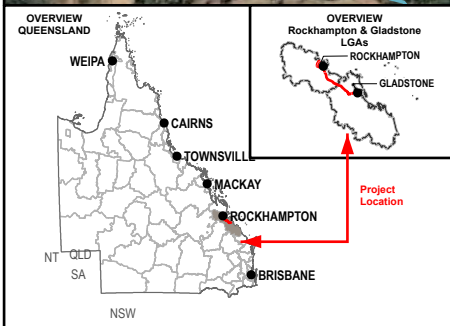 OVERVIEW
QUEENSLAND
WEIPA
CAIRNS
TOWNSVILLE
MACKAY
ROCKHAMPTON
BRISBANE
NT
QLD
SA
NSW
OVERVIEW
Rockhampton & Gladstone
LGAs
ROCKHAMPTON
GLADSTONE
Project
Location